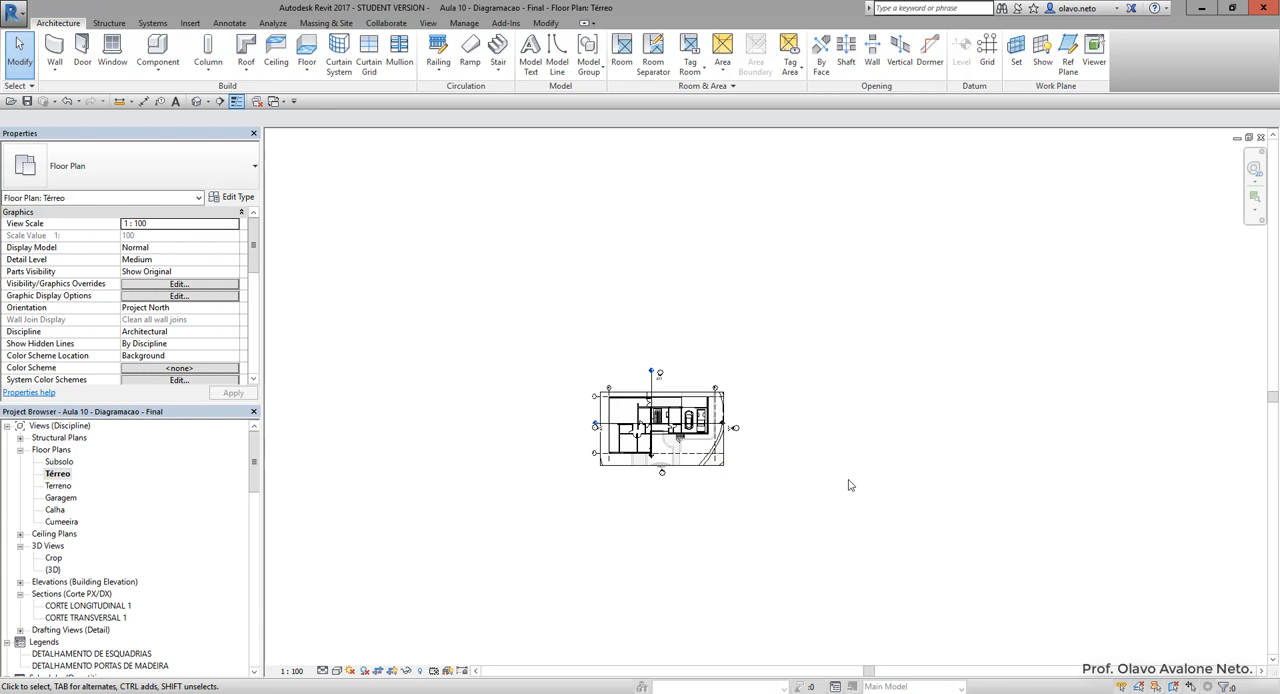 Autodesk Revit 2017 - STUDENT VERSION - Aula 10 - Diagramacao - Final - Floor Plan: Térreo
Type a keyword or phrase
olavo.neto
Architecture Structure Systems Insert Annotate Analyze Massing & Site Collaborate View Manage Add-Ins Modify
Modify Wall Door Window Component Column Roof Ceiling Floor Curtain System Curtain Grid Mullion Railing Ramp Stair Model Text Model Line Model Group Room Room Separator Tag Room Area Area Boundary Tag Area By Face Shaft Wall Vertical Dormer Level Grid Set Show Ref Plane Viewer
Select Build Circulation Model Room & Area Opening Datum Work Plane
Properties
Floor Plan
Floor Plan: Térreo Edit Type
Graphics
View Scale 1 : 100
Scale Value 1: 100
Display Model Normal
Detail Level Medium
Parts Visibility Show Original
Visibility/Graphics Overrides Edit...
Graphic Display Options Edit...
Orientation Project North
Wall Join Display Clean all wall joins
Discipline Architectural
Show Hidden Lines By Discipline
Color Scheme Location Background
Color Scheme <none>
System Color Schemes Edit...
Properties help Apply
Project Browser - Aula 10 - Diagramacao - Final
Views (Discipline)
Structural Plans
Floor Plans
Subsolo
Térreo
Terreno
Garagem
Calha
Cumeeira
Ceiling Plans
3D Views
Crop
{3D}
Elevations (Building Elevation)
Sections (Corte PX/DX)
CORTE LONGITUDINAL 1
CORTE TRANSVERSAL 1
Drafting Views (Detail)
Legends
DETALHAMENTO DE ESQUADRIAS
DETALHAMENTO PORTAS DE MADEIRA
1 : 100
Prof. Olavo Avalone Neto.
Click to select, TAB for alternates, CTRL adds, SHIFT unselects.
:0
Main Model
:0